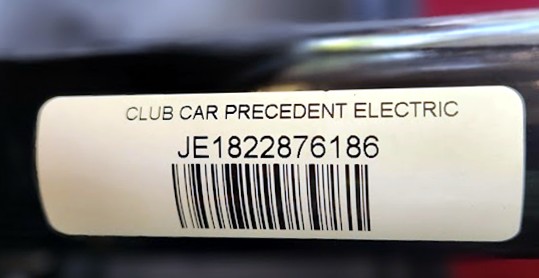 CLUB CAR PRECEDENT ELECTRIC
JE1822876186